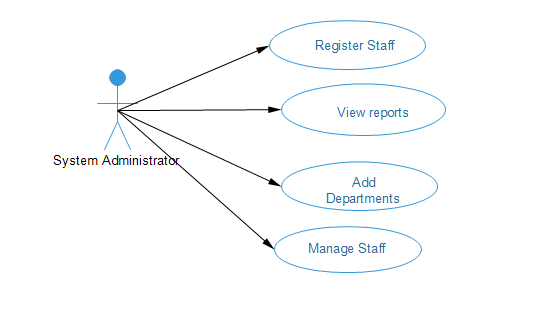 Register Staff
View reports
System Administrator
Add
Departments
Manage Staff